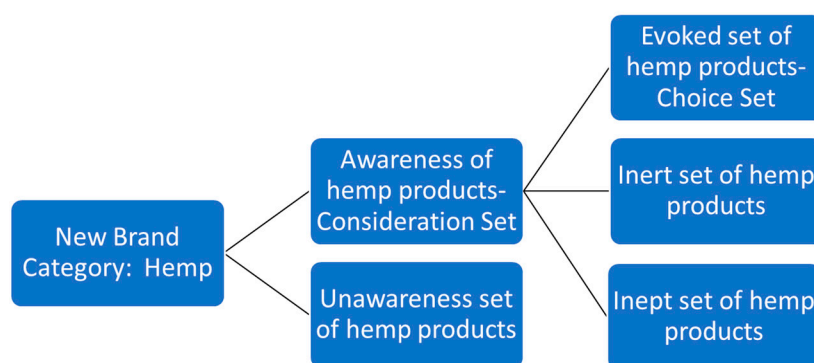 New Brand
Category: Hemp
Awareness of
hemp products-
Consideration Set
Unawareness set
of hemp products
Evoked set of
hemp products-
Choice Set
Inert set of hemp
products
Inept set of hemp
products